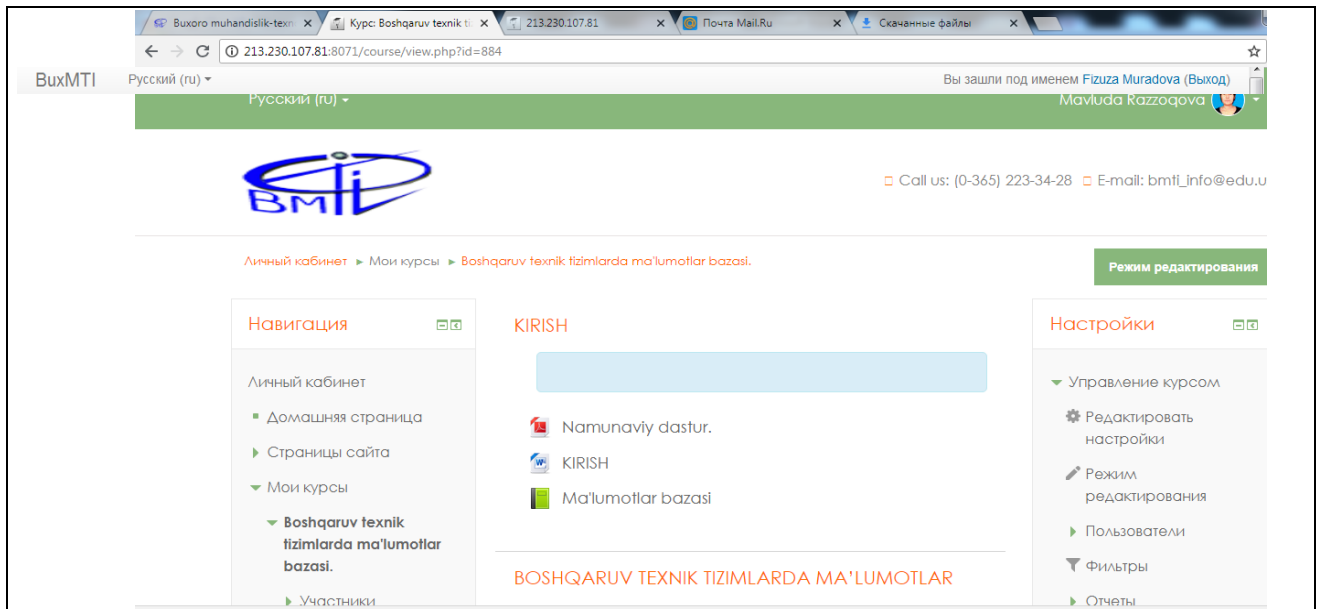 Buxoro muhandislik-texn
Курс: Boshqaruv texnik ti
213.230.107.81
Почта Mail.Ru
Скачанные файлы
213.230.107.81:8071/course/view.php?id=884
BuxMTI
Русский (ru)
Вы зашли под именем Fizuza Muradova (Выход)
Русский (ru)
Mavluda Razzoqova
BMTI
Call us: (0-365) 223-34-28
E-mail: bmti_info@edu.u
Личный кабинет ► Мои курсы ► Boshqaruv texnik tizimlarda ma'lumotlar bazasi.
Режим редактирования
Навигация
Личный кабинет
Домашняя страница
Страницы сайта
Мои курсы
Boshqaruv texnik
tizimlarda ma'lumotlar
bazasi.
Участники
KIRISH
Namunaviy dastur.
KIRISH
Ma'lumotlar bazasi
BOSHQARUV TEXNIK TIZIMLARDA MA'LUMOTLAR
Настройки
Управление курсом
Редактировать
настройки
Режим
редактирования
Пользователи
Фильтры
Отчеты